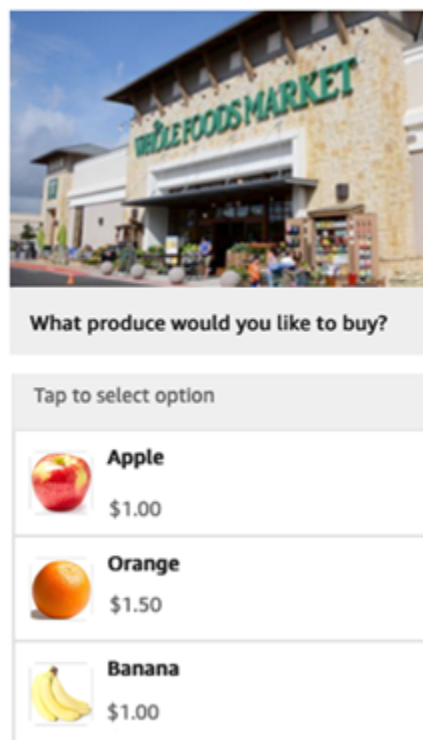 WHOLE FOODS MARKET
What produce would you like to buy?
Tap to select option
Apple
$1.00
Orange
$1.50
Banana
$1.00